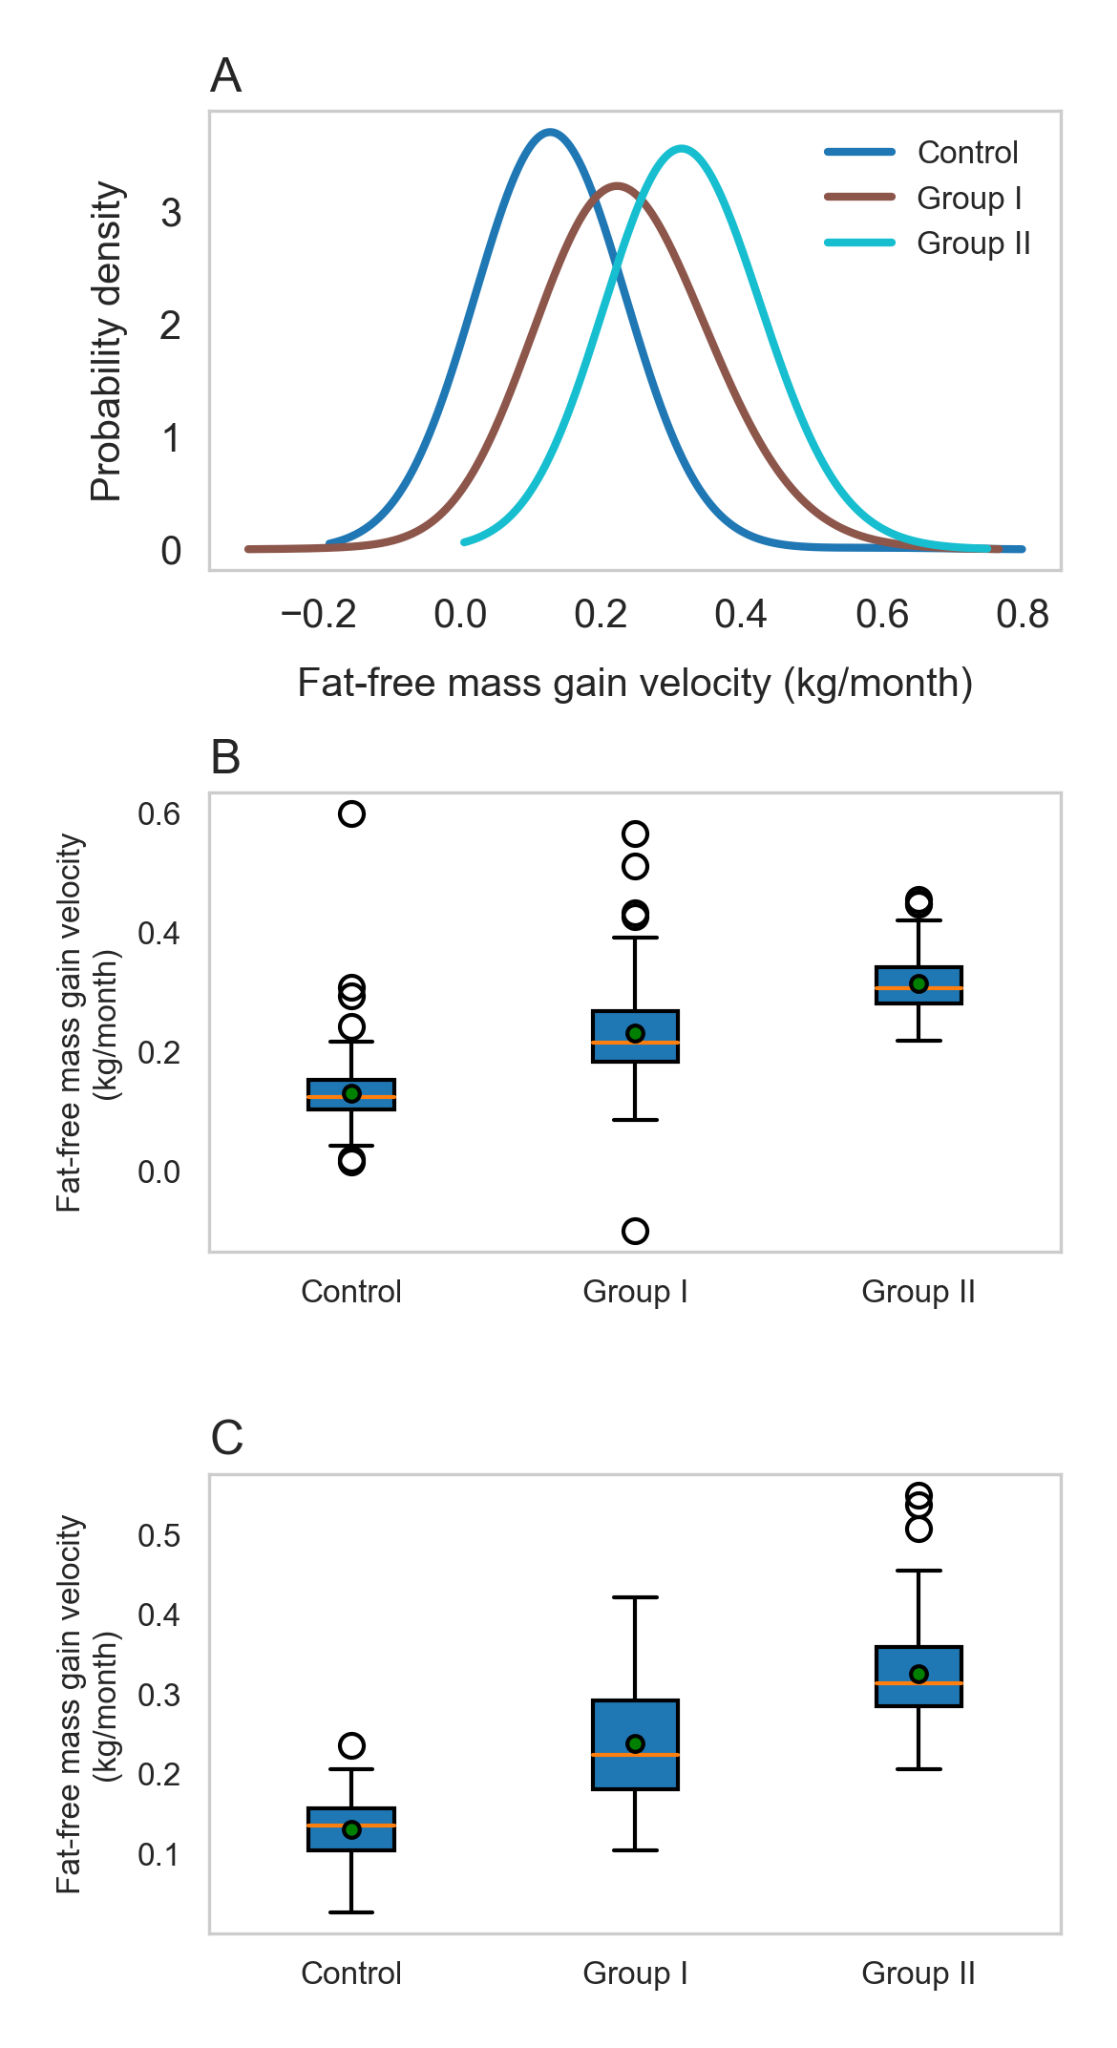 A
Probability density
3
2
1
0
Control
Group I
Group II
−0.2 0.0 0.2 0.4 0.6 0.8
Fat-free mass gain velocity (kg/month)
B
Fat-free mass gain velocity
(kg/month)
0.6
0.4
0.2
0.0
Control Group I Group II
C
Fat-free mass gain velocity
(kg/month)
0.5
0.4
0.3
0.2
0.1
Control Group I Group II